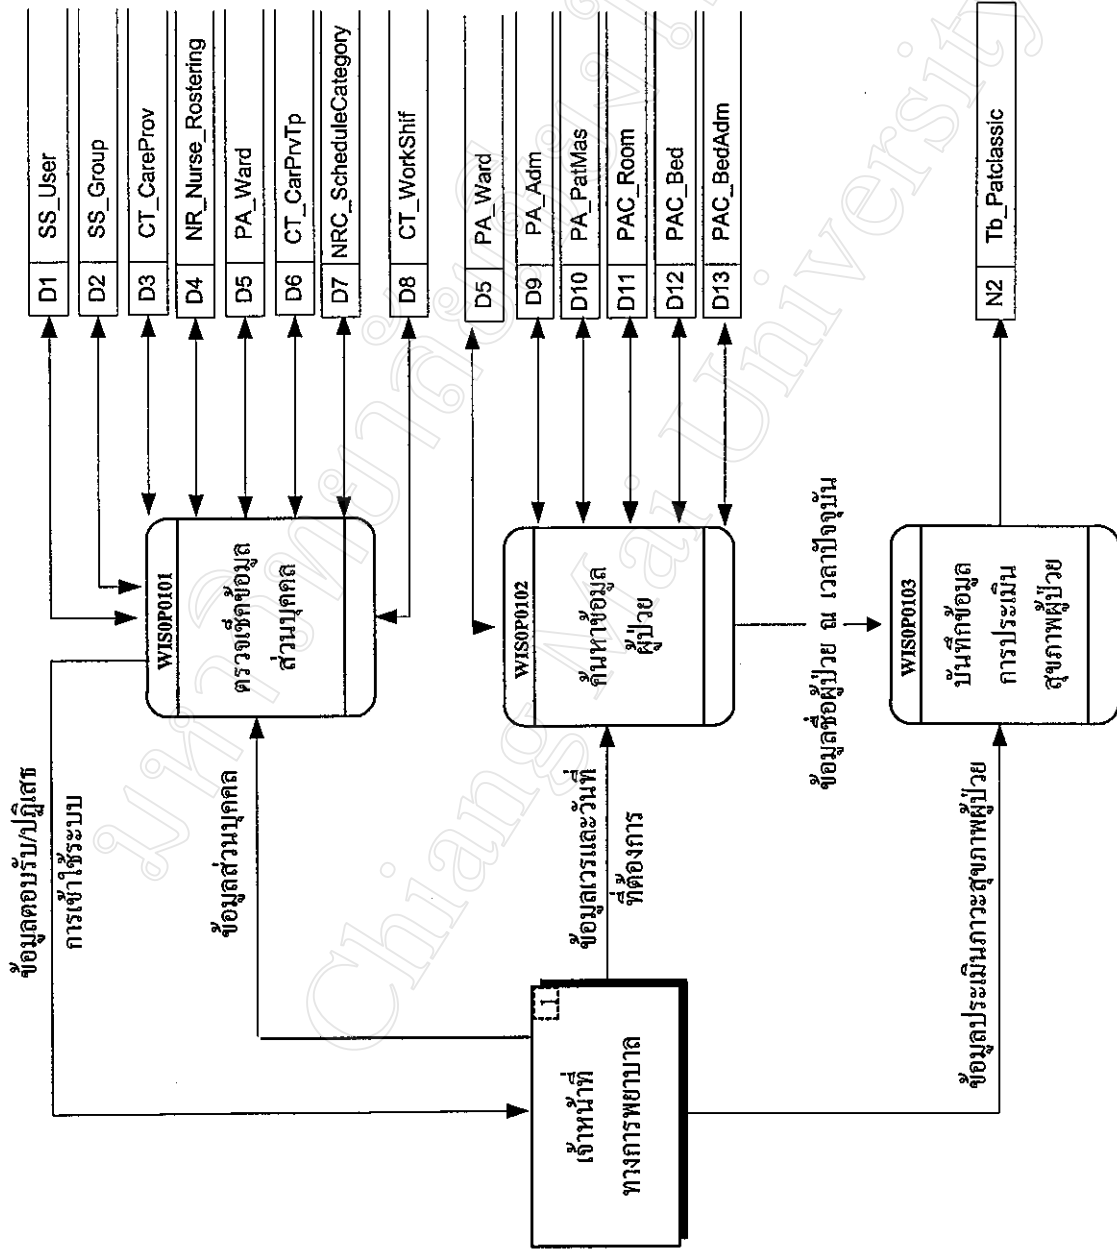 ข้อมูลตอบรับ/ปฏิเสธ
การเข้าใช้ระบบ
ข้อมูลส่วนบุคคล
WISOP0101
ตรวจเช็คข้อมูล
ส่วนบุคคล
D1 SS_User
D2 SS_Group
D3 CT_CareProv
D4 NR_Nurse_Rostering
D5 PA_Ward
D6 CT_CarPrvTp
D7 NRC_ScheduleCategory
D8 CT_WorkShif
เจ้าหน้าที่
ทางการพยาบาล
1
ข้อมูลเวรและวันที่
ที่ต้องการ
WISOP0102
ค้นหาข้อมูล
ผู้ป่วย
D5 PA_Ward
D9 PA_Adm
D10 PA_PatMas
D11 PAC_Room
D12 PAC_Bed
D13 PAC_BedAdm
ข้อมูลชื่อผู้ป่วย ณ เวลาปัจจุบัน
ข้อมูลประเมินภาวะสุขภาพผู้ป่วย
WISOP0103
บันทึกข้อมูล
การประเมิน
สุขภาพผู้ป่วย
N2 Tb_Patclassic
Chiang Mai University